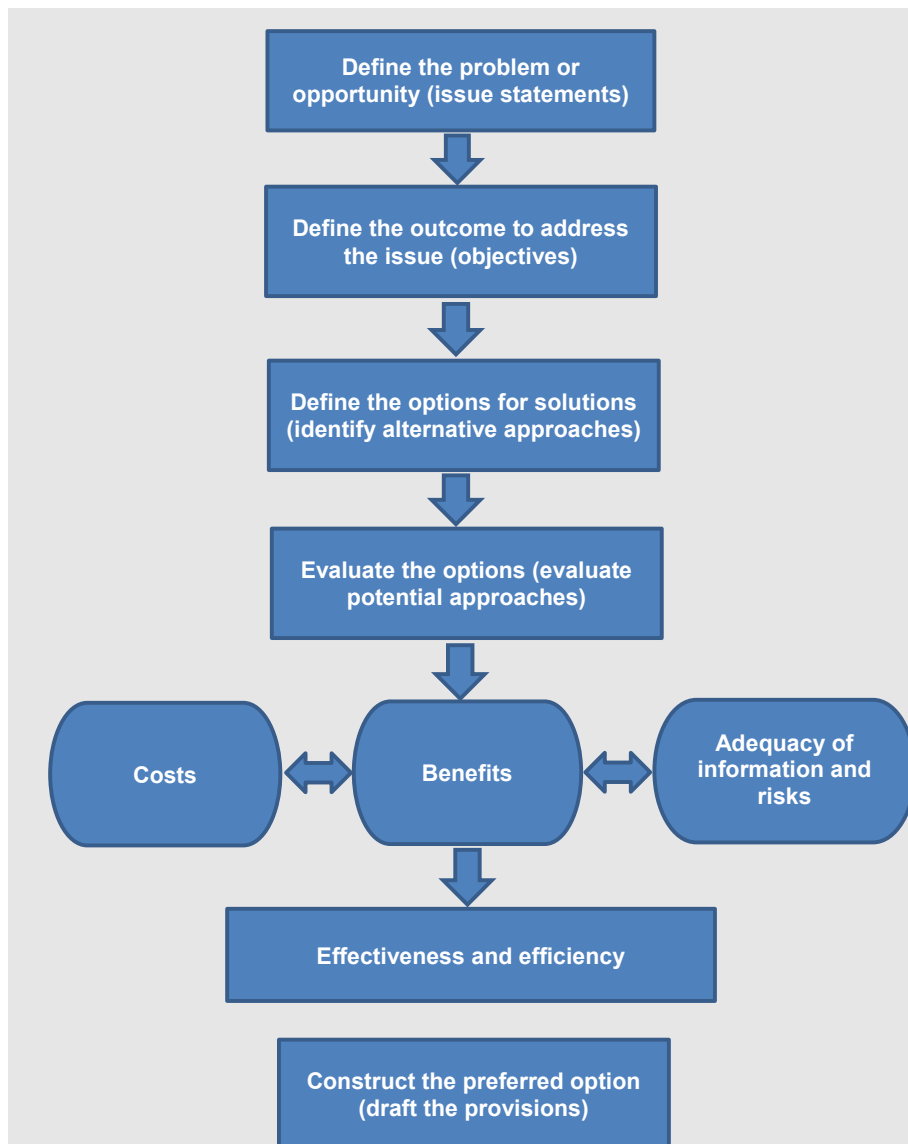 Define the problem or
opportunity (issue statements)
Define the outcome to address
the issue (objectives)
Define the options for solutions
(identify alternative approaches)
Evaluate the options (evaluate
potential approaches)
Costs
Benefits
Adequacy of
information and
risks
Effectiveness and efficiency
Construct the preferred option
(draft the provisions)